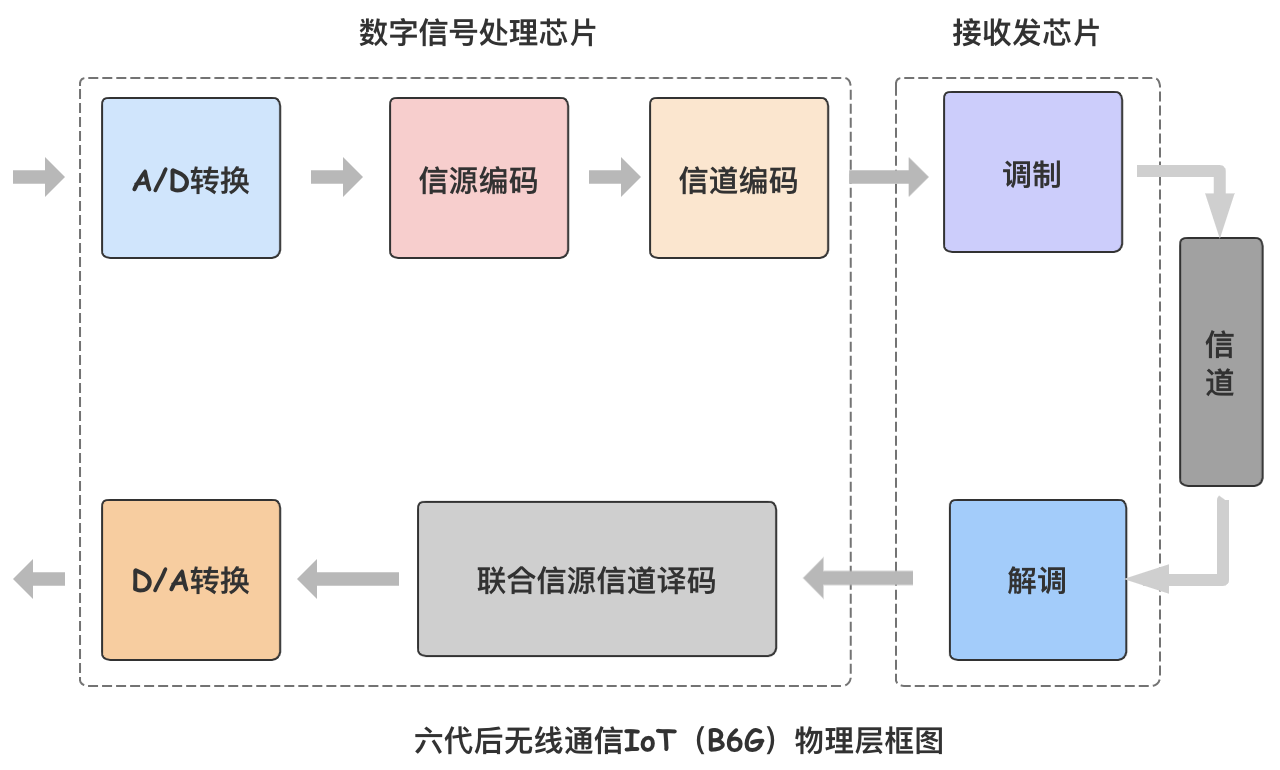 数字信号处理芯片
接收发芯片
A/D转换
信源编码
信道编码
调制
信
道
D/A转换
联合信源信道译码
解调
六代后无线通信IoT（B6G）物理层框图